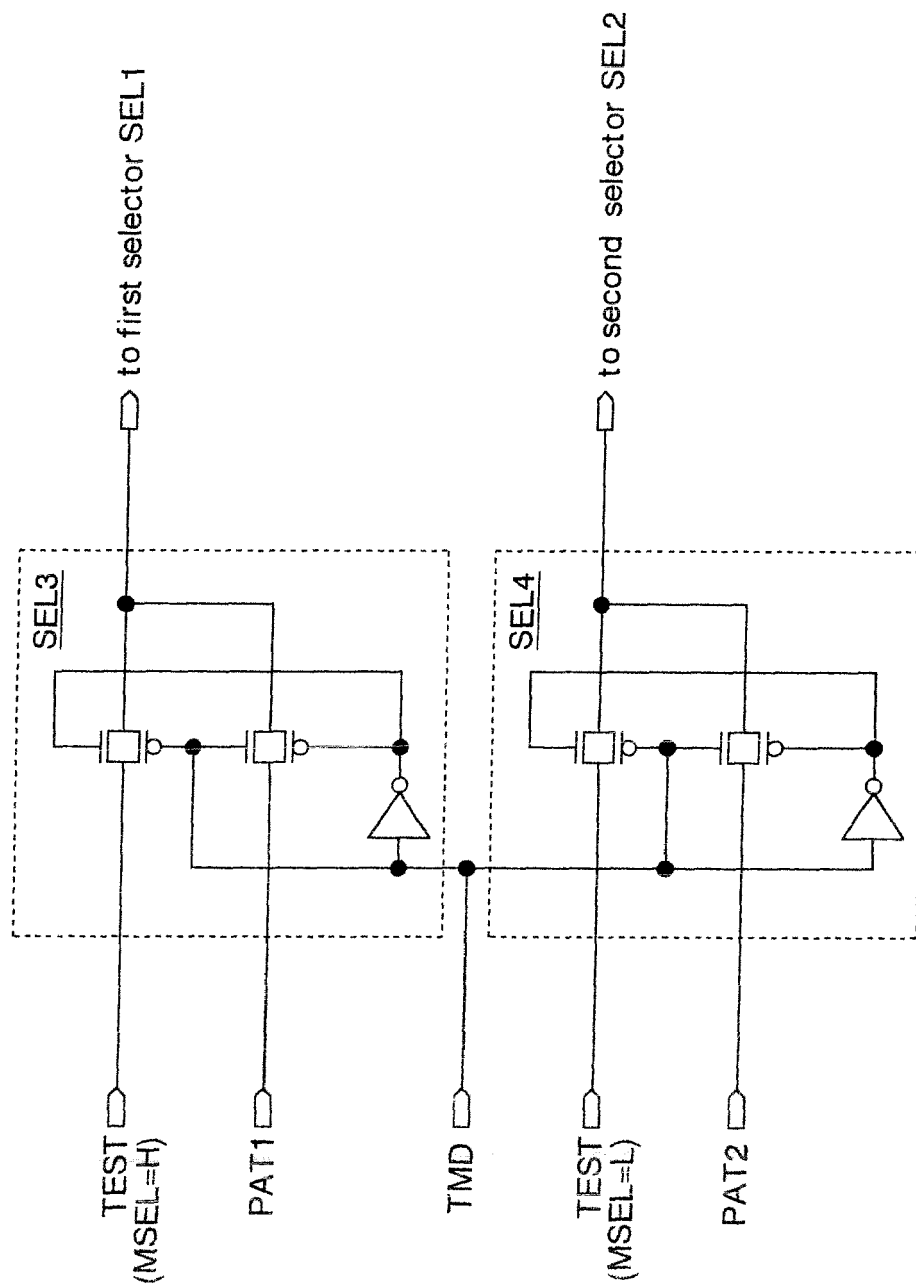 TEST
(MSEL=H)
PAT1
TMD
TEST
(MSEL=L)
PAT2
SEL3
SEL4
to first selector SEL1
to second selector SEL2